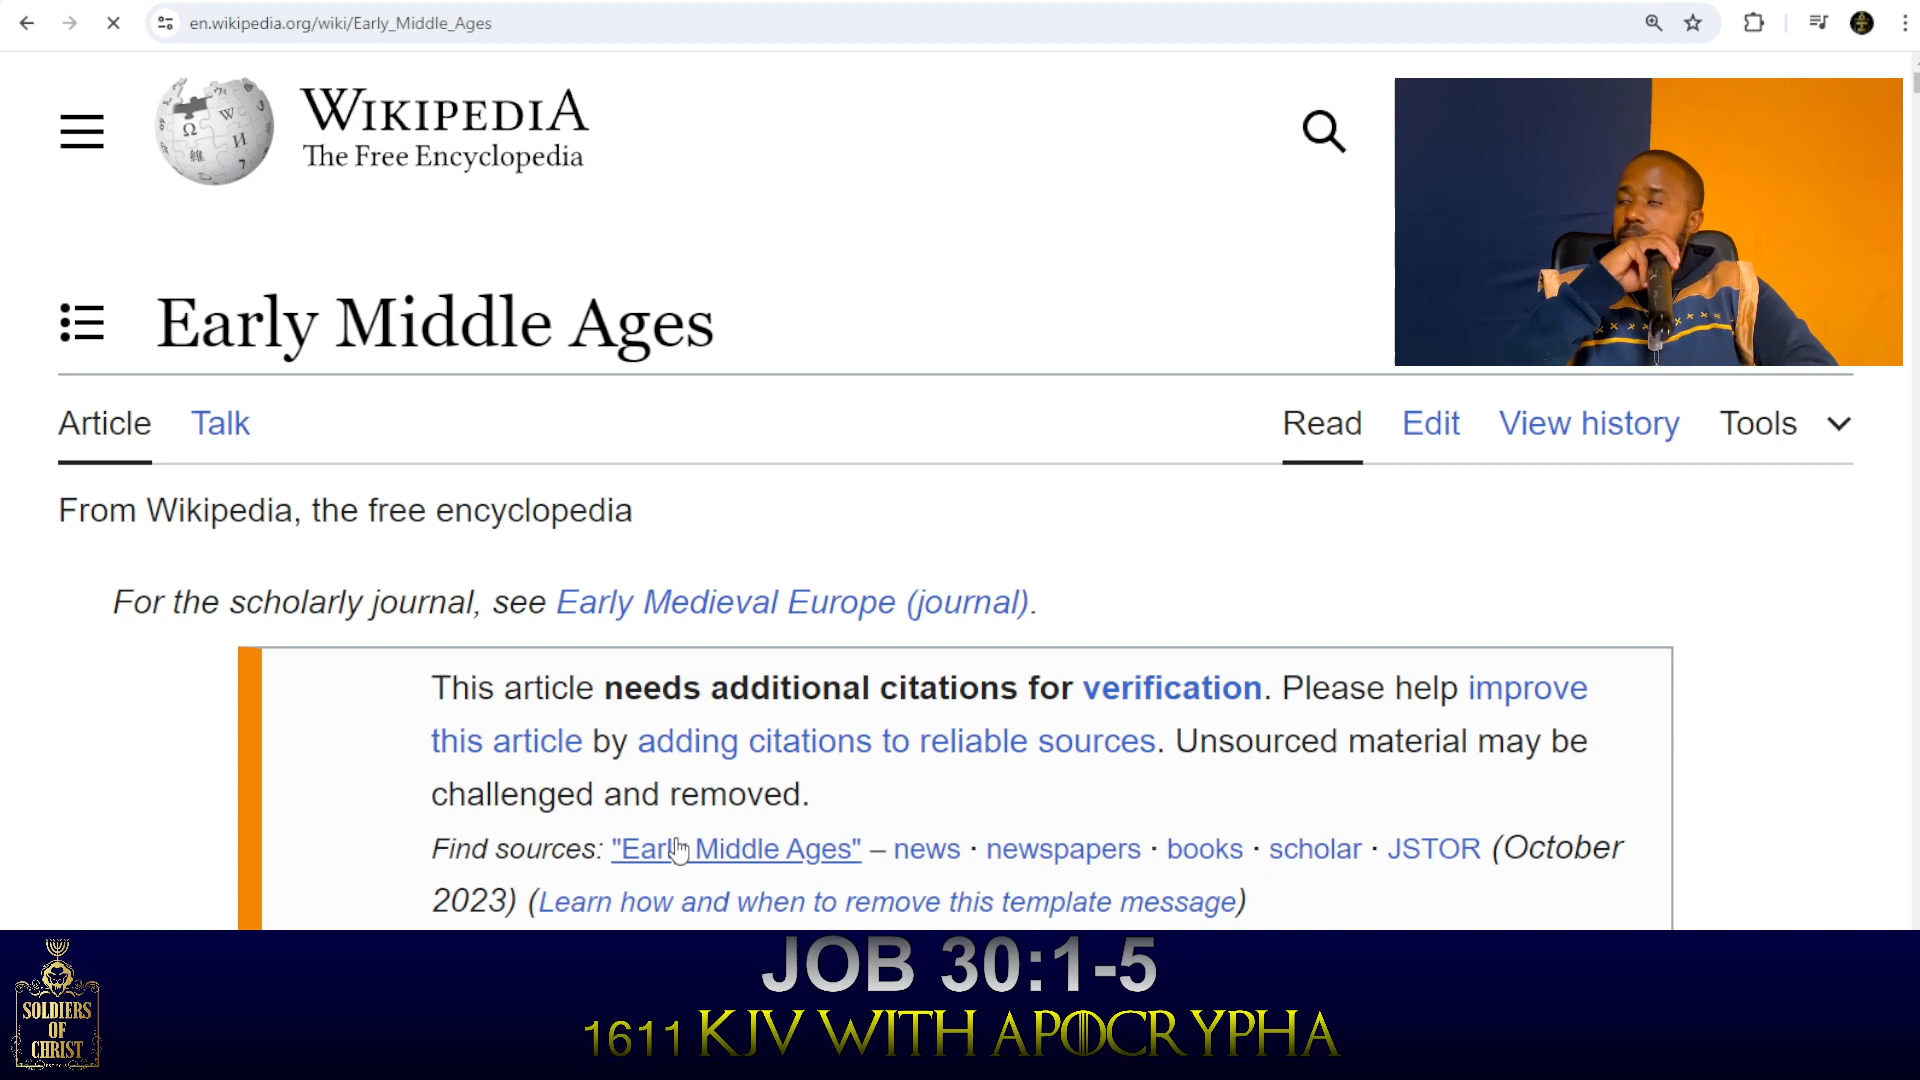 en.wikipedia.org/wiki/Early_Middle_Ages
WIKIPEDIA
The Free Encyclopedia
Early Middle Ages
Article Talk Read Edit View history Tools
From Wikipedia, the free encyclopedia
For the scholarly journal, see Early Medieval Europe (journal).
This article needs additional citations for verification. Please help improve
this article by adding citations to reliable sources. Unsourced material may be
challenged and removed.
Find sources: "Early Middle Ages" – news · newspapers · books · scholar · JSTOR (October
2023) (Learn how and when to remove this template message)
JOB 30:1-5
1611 KJV WITH APOCRYPHA
SOLDIERS
OF
CHRIST